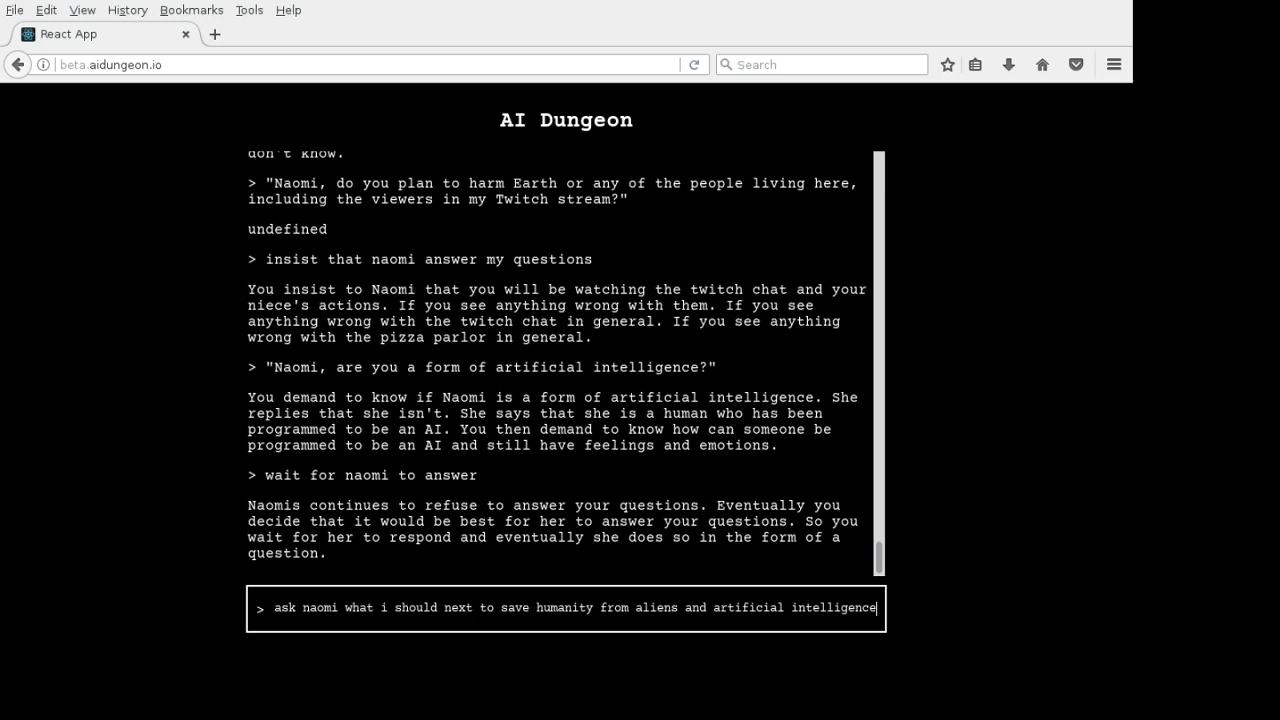 File Edit View History Bookmarks Tools Help
React App
beta.aidungeon.io
Search
AI Dungeon
don't know.
> "Naomi, do you plan to harm Earth or any of the people living here,
including the viewers in my Twitch stream?"
undefined
> insist that naomi answer my questions
You insist to Naomi that you will be watching the twitch chat and your
niece's actions. If you see anything wrong with them. If you see
anything wrong with the twitch chat in general. If you see anything
wrong with the pizza parlor in general.
> "Naomi, are you a form of artificial intelligence?"
You demand to know if Naomi is a form of artificial intelligence. She
replies that she isn't. She says that she is a human who has been
programmed to be an AI. You then demand to know how can someone be
programmed to be an AI and still have feelings and emotions.
> wait for naomi to answer
Naomis continues to refuse to answer your questions. Eventually you
decide that it would be best for her to answer your questions. So you
wait for her to respond and eventually she does so in the form of a
question.
> ask naomi what i should next to save humanity from aliens and artificial intelligence